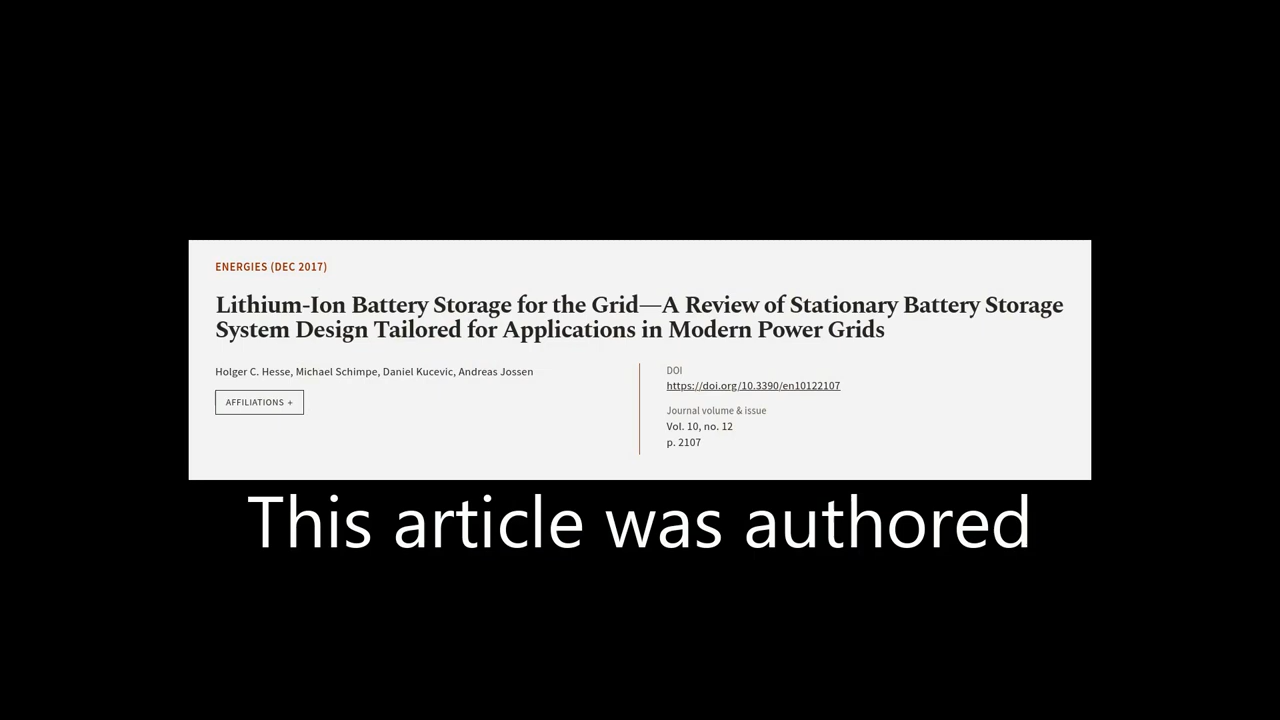 ENERGIES (DEC 2017)
Lithium-Ion Battery Storage for the Grid—A Review of Stationary Battery Storage
System Design Tailored for Applications in Modern Power Grids
Holger C. Hesse, Michael Schimpe, Daniel Kucevic, Andreas Jossen
AFFILIATIONS +
DOI
https://doi.org/10.3390/en10122107
Journal volume & issue
Vol. 10, no. 12
p. 2107
This article was authored